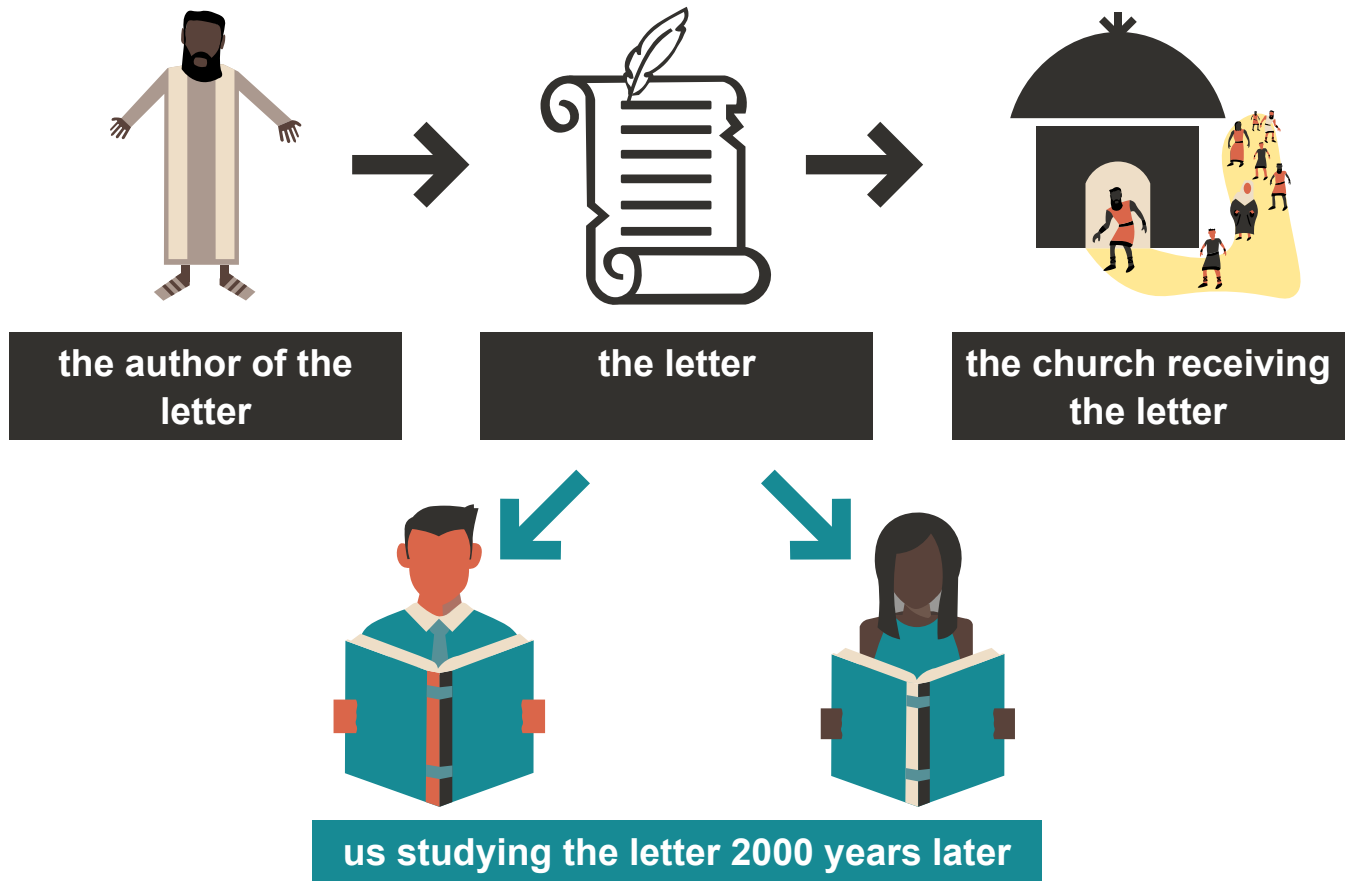 the author of the
letter
the letter
the church receiving
the letter
us studying the letter 2000 years later